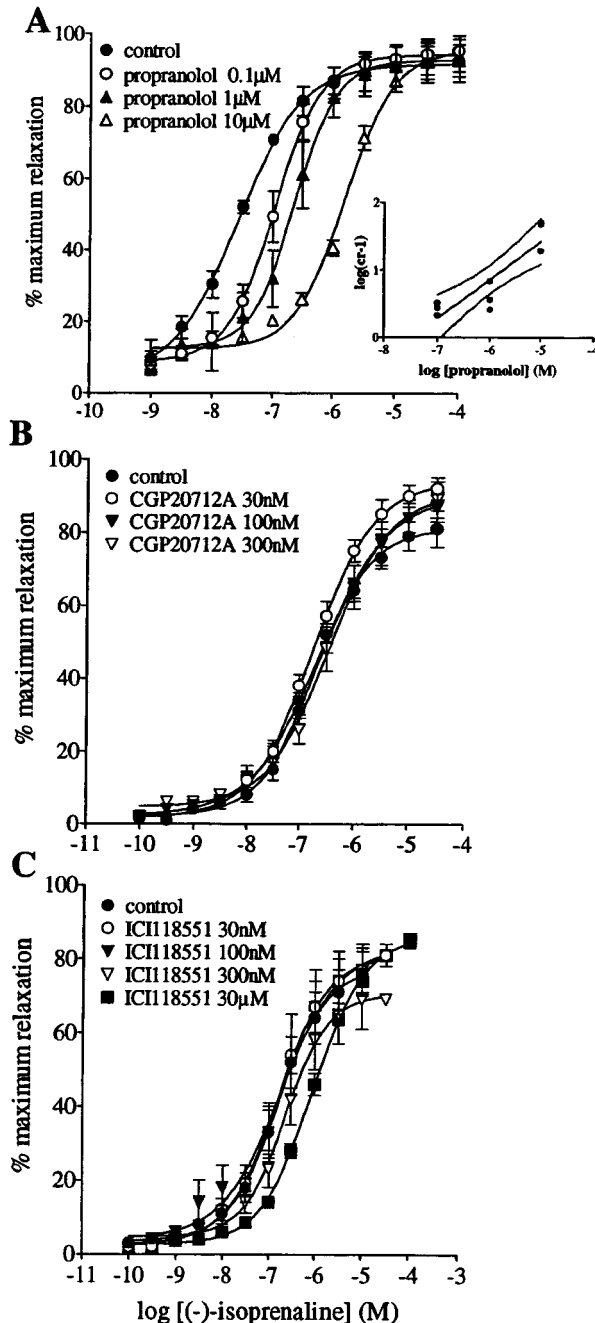 A
control
propranolol 0.1µM
propranolol 1µM
propranolol 10µM
% maximum relaxation
100
80
60
40
20
0
-10 -9 -8 -7 -6 -5 -4
log(cr-1)
2
1
0
-8 -7 -6 -5 -4
log [propranolol] (M)
B
control
CGP20712A 30nM
CGP20712A 100nM
CGP20712A 300nM
% maximum relaxation
100
80
60
40
20
0
-11 -10 -9 -8 -7 -6 -5 -4
C
control
ICI118551 30nM
ICI118551 100nM
ICI118551 300nM
ICI118551 30µM
% maximum relaxation
100
80
60
40
20
0
-11 -10 -9 -8 -7 -6 -5 -4 -3
log [(-)-isoprenaline] (M)